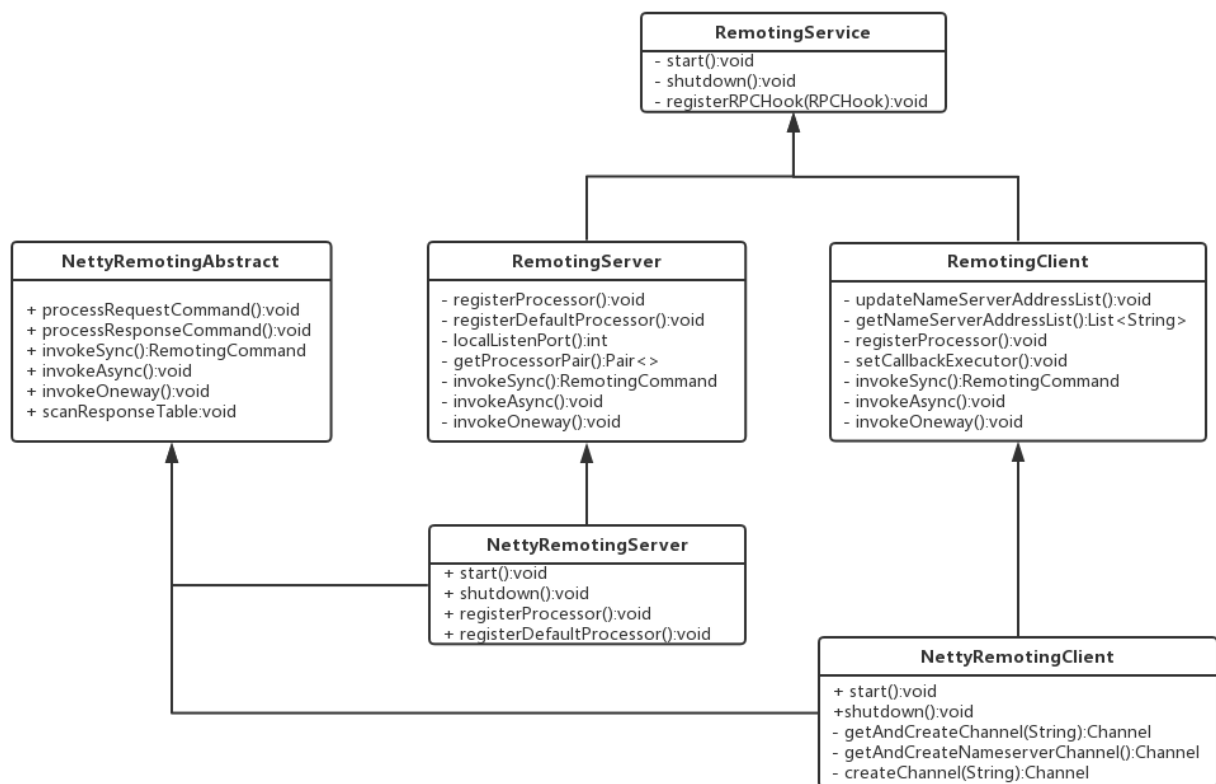 RemotingService
- start():void
- shutdown():void
- registerRPCHook(RPCHook):void
NettyRemotingAbstract
+ processRequestCommand():void
+ processResponseCommand():void
+ invokeSync():RemotingCommand
+ invokeAsync():void
+ invokeOneway():void
+ scanResponseTable:void
RemotingServer
- registerProcessor():void
- registerDefaultProcessor():void
- localListenPort():int
- getProcessorPair():Pair<>
- invokeSync():RemotingCommand
- invokeAsync():void
- invokeOneway():void
RemotingClient
- updateNameServerAddressList():void
- getNameServerAddressList():List<String>
- registerProcessor():void
- setCallbackExecutor():void
- invokeSync():RemotingCommand
- invokeAsync():void
- invokeOneway():void
NettyRemotingServer
+ start():void
+ shutdown():void
+ registerProcessor():void
+ registerDefaultProcessor():void
NettyRemotingClient
+ start():void
+shutdown():void
- getAndCreateChannel(String):Channel
- getAndCreateNameserverChannel():Channel
- createChannel(String):Channel